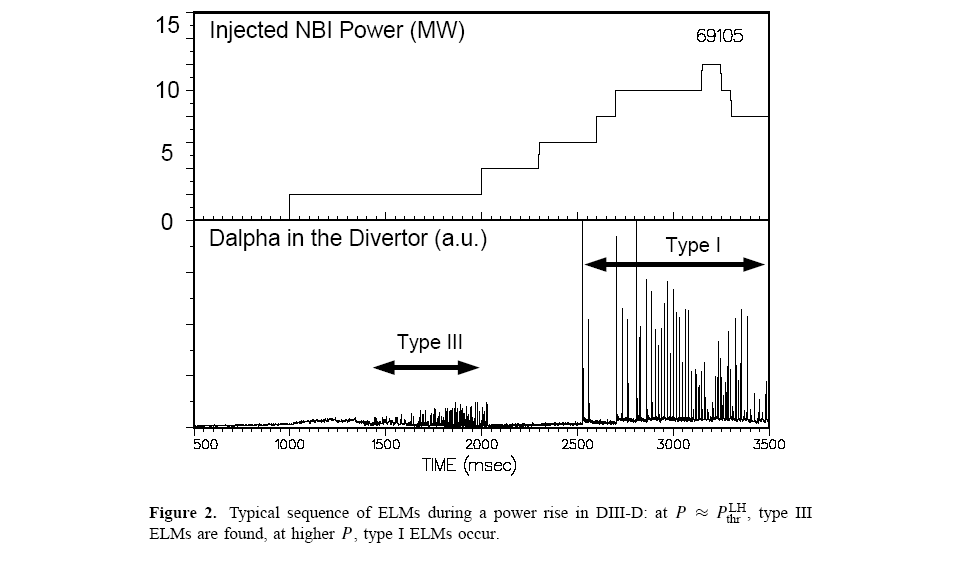 15
Injected NBI Power (MW)
69105
10
5
0
Dalpha in the Divertor (a.u.)
Type I
Type III
500 1000 1500 2000 2500 3000 3500
TIME (msec)
Figure 2. Typical sequence of ELMs during a power rise in DIII-D: at P ≈ P_thr^LH, type III
ELMs are found, at higher P, type I ELMs occur.